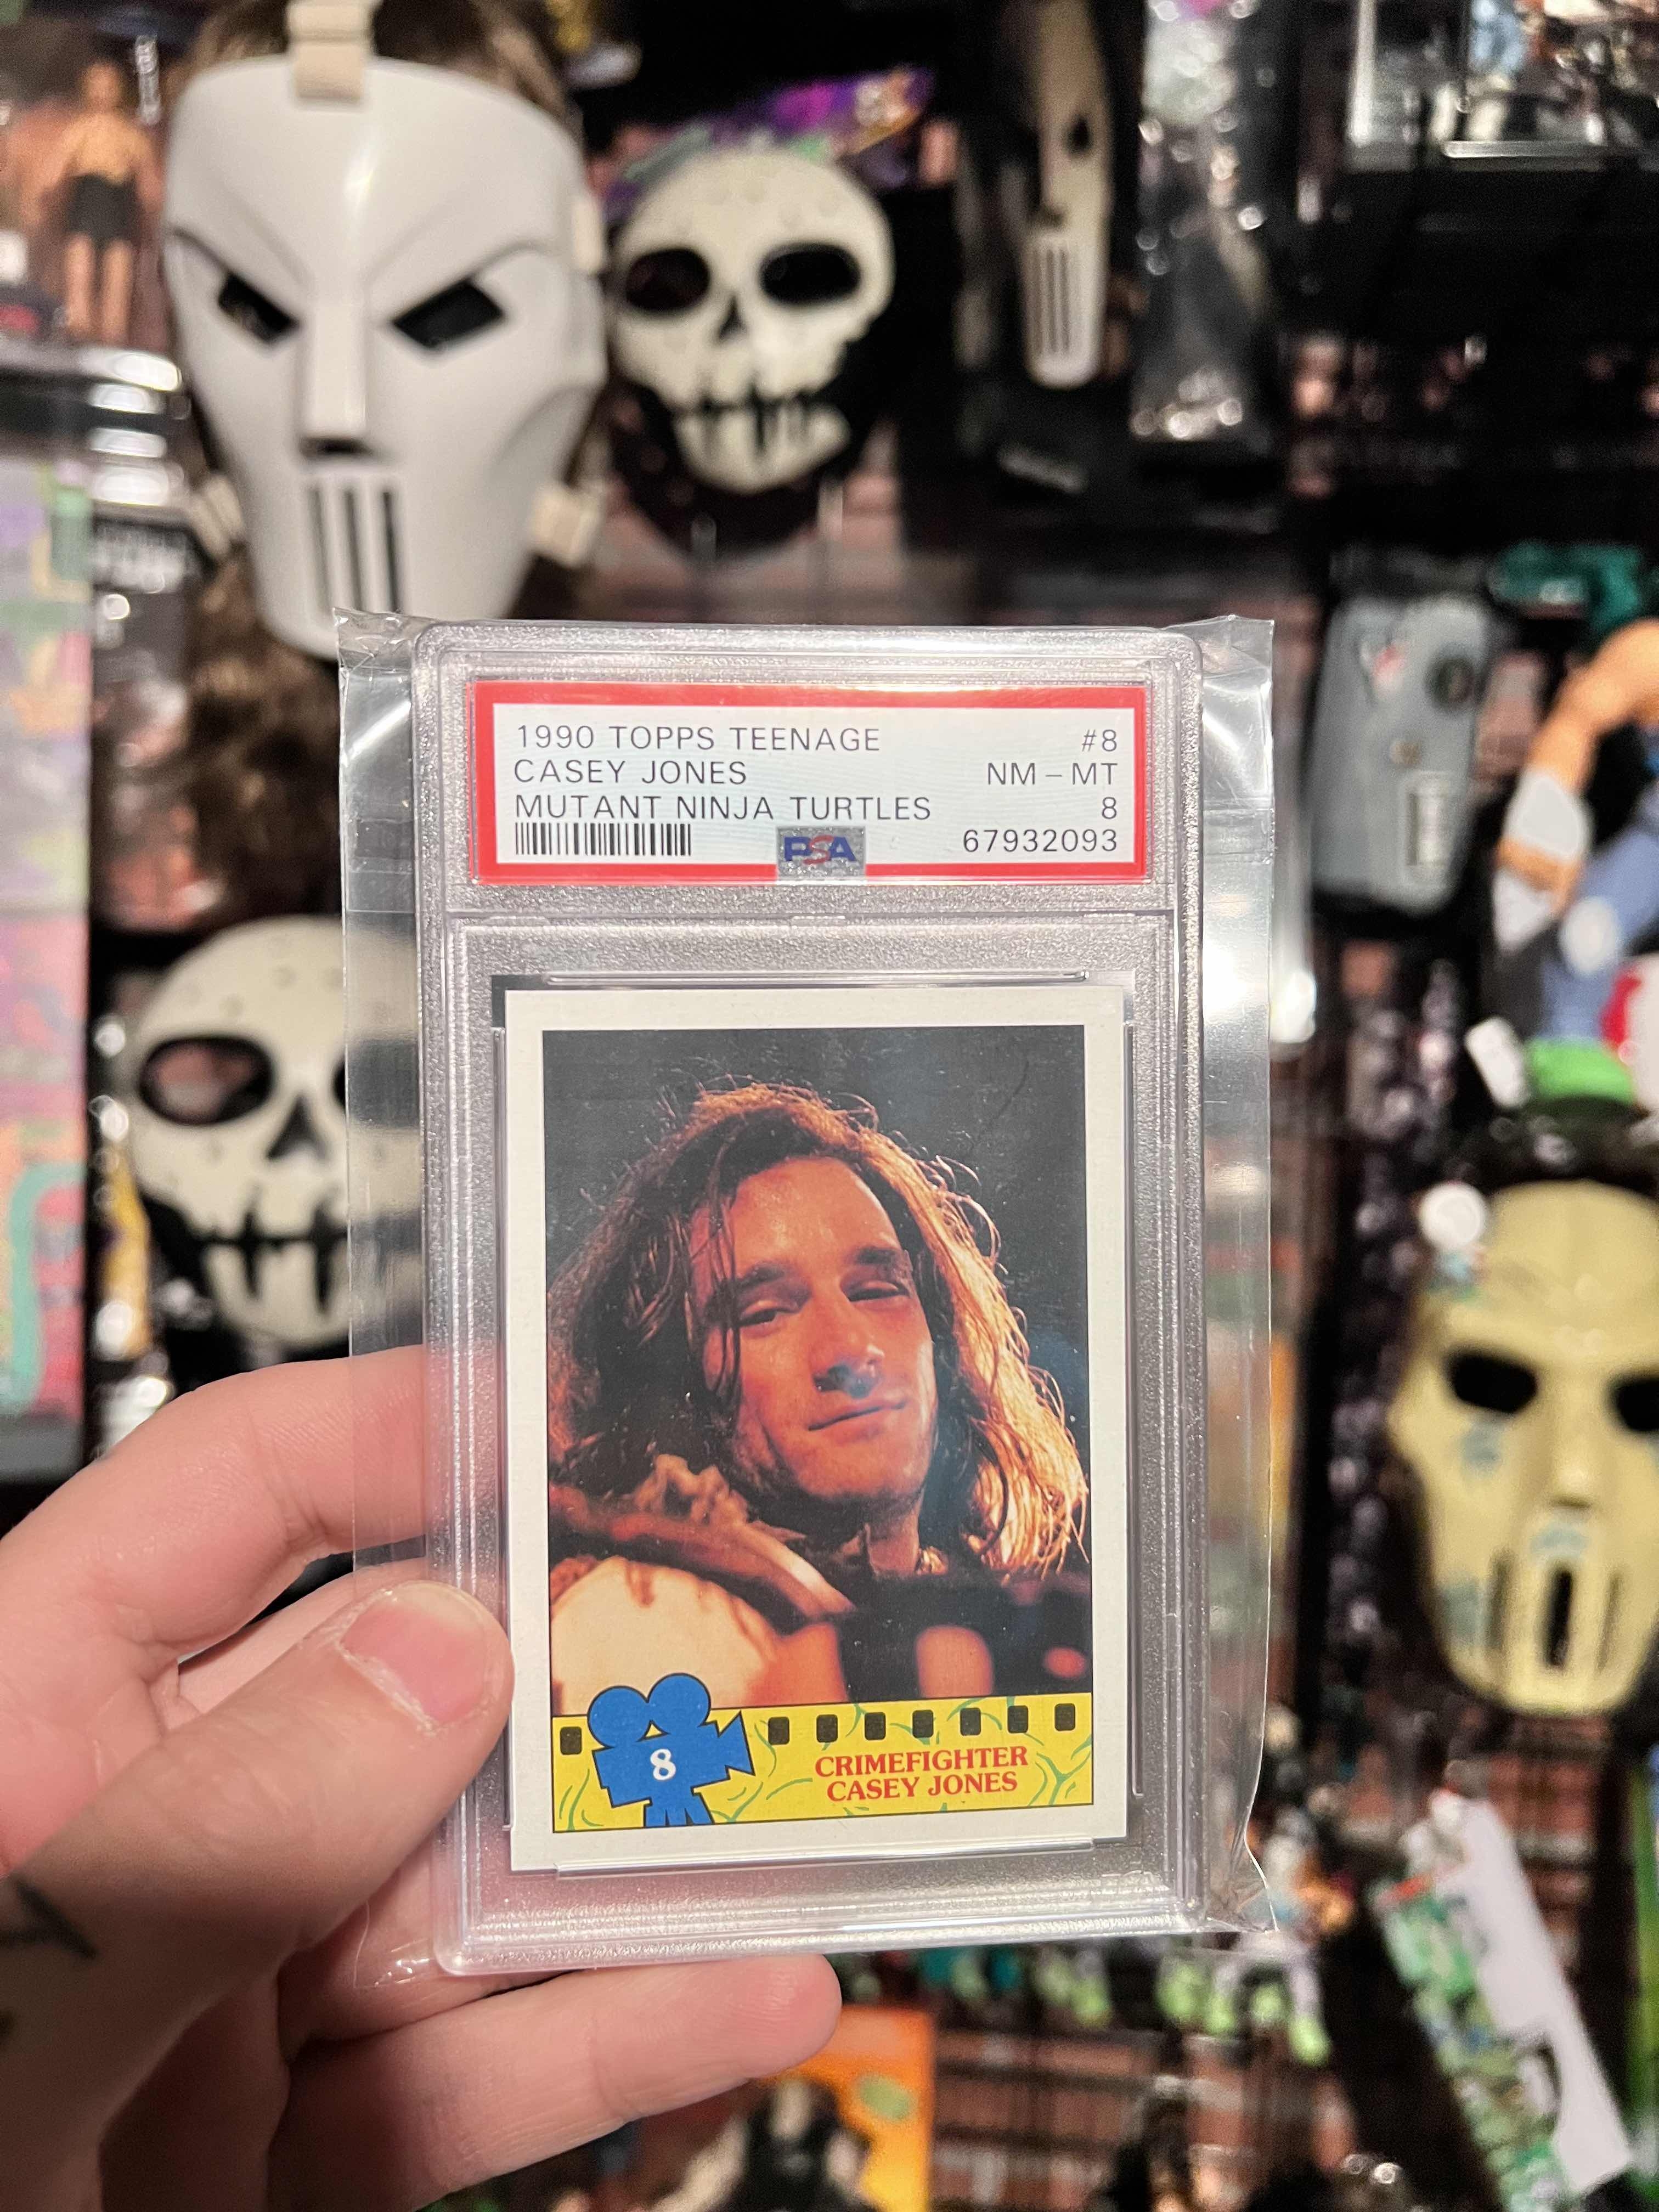 1990 TOPPS TEENAGE #8
CASEY JONES NM - MT
MUTANT NINJA TURTLES 8
PSA 67932093
8
CRIMEFIGHTER
CASEY JONES